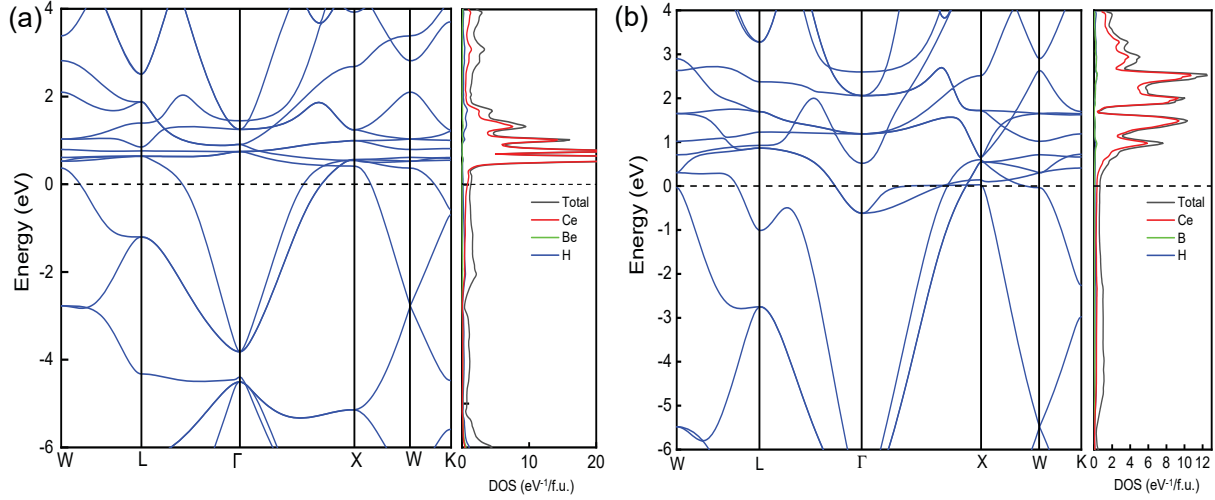 (a)
Energy (eV)
4
2
0
-2
-4
-6
W L Γ X W K
Total
Ce
Be
H
0 20
DOS (eV⁻¹/f.u.)
(b)
Energy (eV)
4
3
2
1
0
-1
-2
-3
-4
-5
-6
W L Γ X W K
Total
Ce
B
H
0 2 4 6 8 10 12
DOS (eV⁻¹/f.u.)